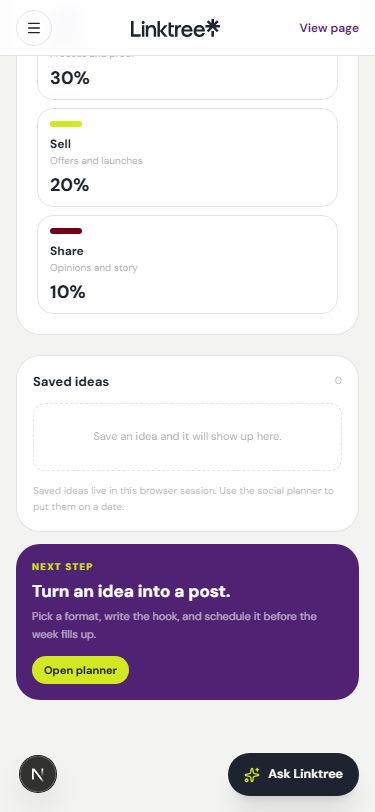 Linktree
View page
Process and proof
30%
Sell
Offers and launches
20%
Share
Opinions and story
10%
Saved ideas
0
Save an idea and it will show up here.
Saved ideas live in this browser session. Use the social planner to
put them on a date.
NEXT STEP
Turn an idea into a post.
Pick a format, write the hook, and schedule it before the
week fills up.
Open planner
N
Ask Linktree